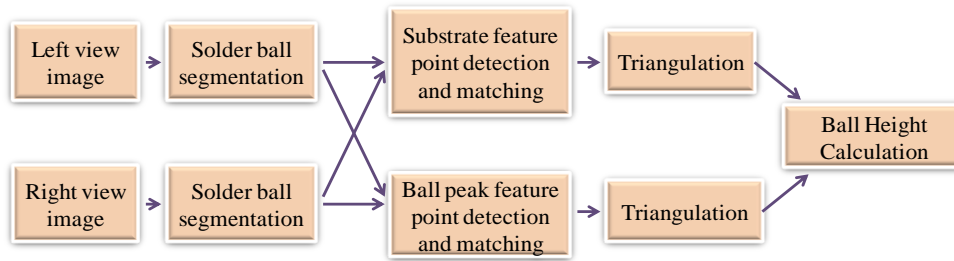 Left view
image
Solder ball
segmentation
Substrate feature
point detection
and matching
Triangulation
Ball Height
Calculation
Right view
image
Solder ball
segmentation
Ball peak feature
point detection
and matching
Triangulation